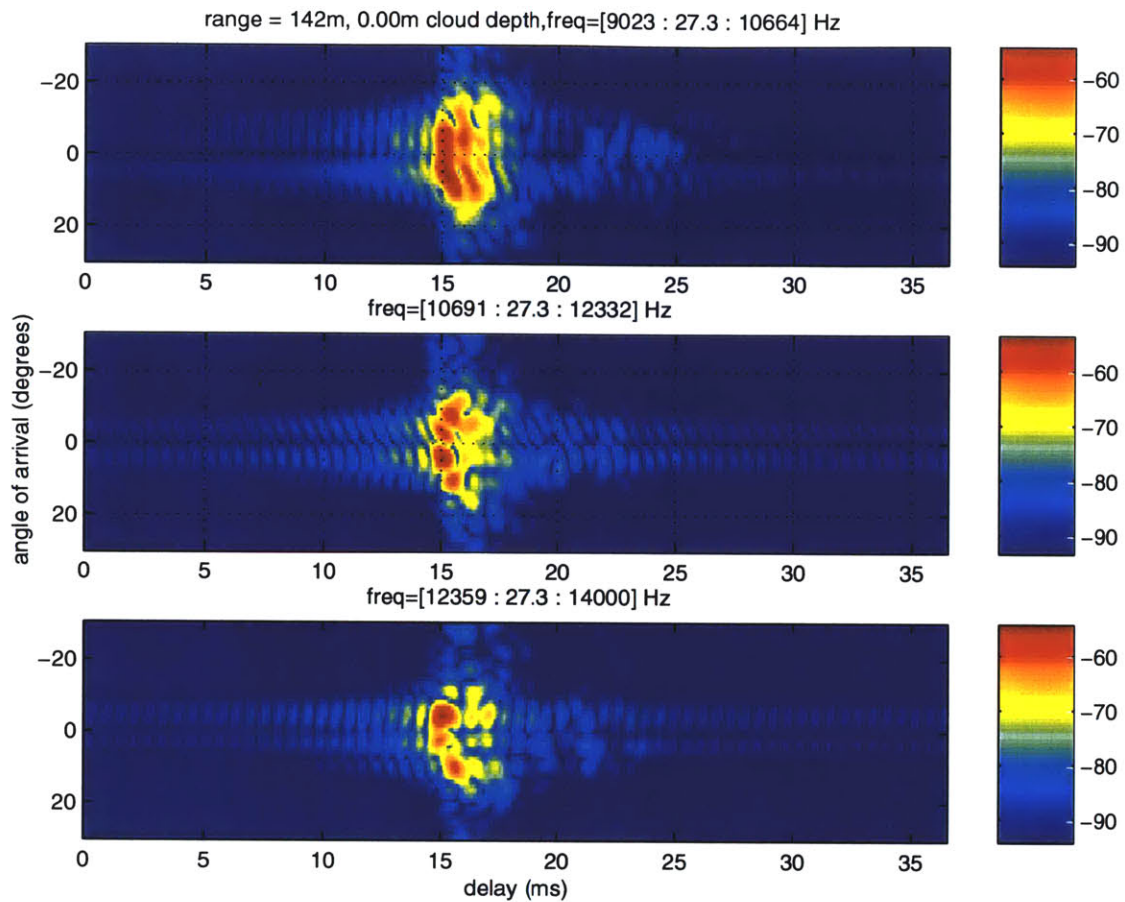 range = 142m, 0.00m cloud depth,freq=[9023 : 27.3 : 10664] Hz
-20
0
20
0 5 10 15 20 25 30 35
-60
-70
-80
-90
freq=[10691 : 27.3 : 12332] Hz
angle of arrival (degrees)
-20
0
20
0 5 10 15 20 25 30 35
-60
-70
-80
-90
freq=[12359 : 27.3 : 14000] Hz
-20
0
20
0 5 10 15 20 25 30 35
delay (ms)
-60
-70
-80
-90